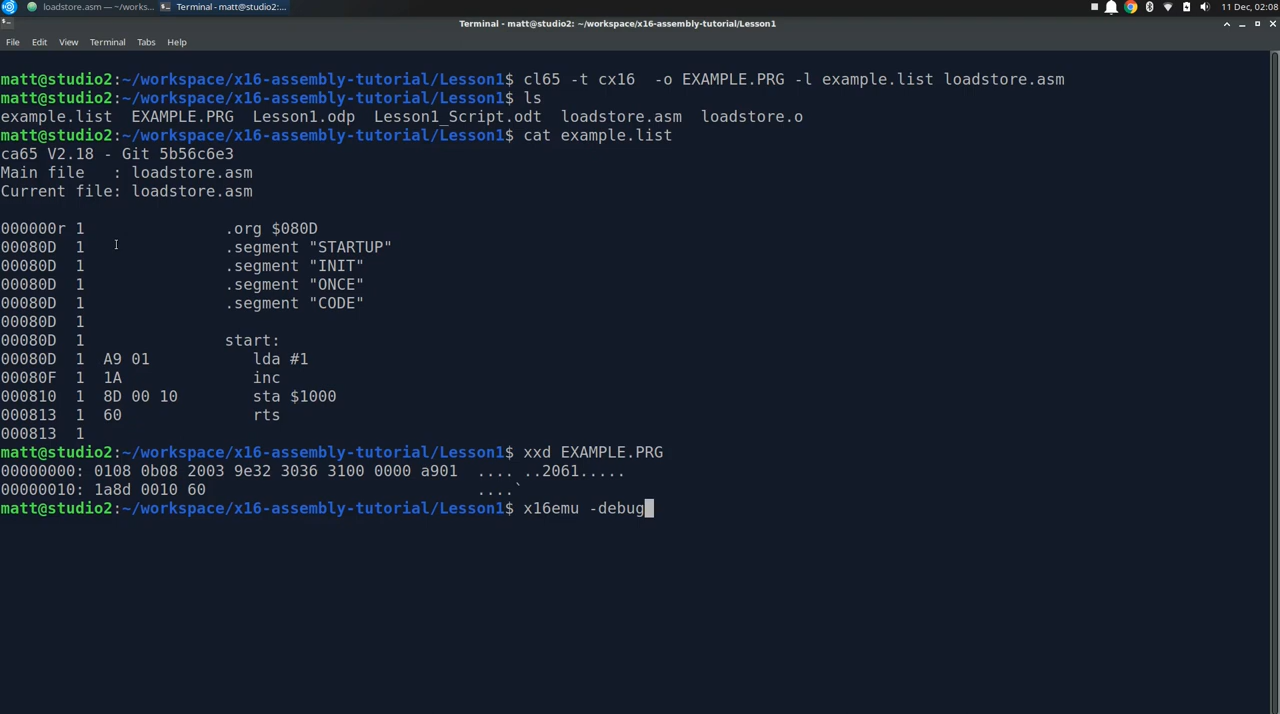 loadstore.asm — ~/works... Terminal - matt@studio2:... 11 Dec, 02:08
Terminal - matt@studio2: ~/workspace/x16-assembly-tutorial/Lesson1
File Edit View Terminal Tabs Help
matt@studio2:~/workspace/x16-assembly-tutorial/Lesson1$ cl65 -t cx16  -o EXAMPLE.PRG -l example.list loadstore.asm
matt@studio2:~/workspace/x16-assembly-tutorial/Lesson1$ ls
example.list  EXAMPLE.PRG  Lesson1.odp  Lesson1_Script.odt  loadstore.asm  loadstore.o
matt@studio2:~/workspace/x16-assembly-tutorial/Lesson1$ cat example.list
ca65 V2.18 - Git 5b56c6e3
Main file   : loadstore.asm
Current file: loadstore.asm
000000r 1               .org $080D
00080D  1               .segment "STARTUP"
00080D  1               .segment "INIT"
00080D  1               .segment "ONCE"
00080D  1               .segment "CODE"
00080D  1
00080D  1               start:
00080D  1  A9 01           lda #1
00080F  1  1A              inc
000810  1  8D 00 10        sta $1000
000813  1  60              rts
000813  1
matt@studio2:~/workspace/x16-assembly-tutorial/Lesson1$ xxd EXAMPLE.PRG
00000000: 0108 0b08 2003 9e32 3036 3100 0000 a901  .... ..2061.....
00000010: 1a8d 0010 60                             ....`
matt@studio2:~/workspace/x16-assembly-tutorial/Lesson1$ x16emu -debug